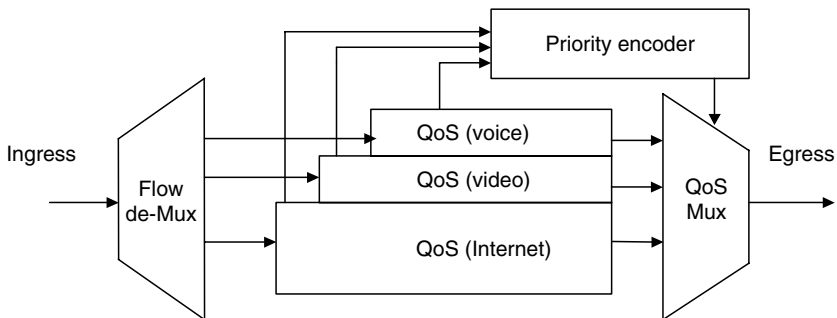 Priority encoder
QoS (voice)
Ingress
Egress
QoS (video)
Flow
de-Mux
QoS
Mux
QoS (Internet)